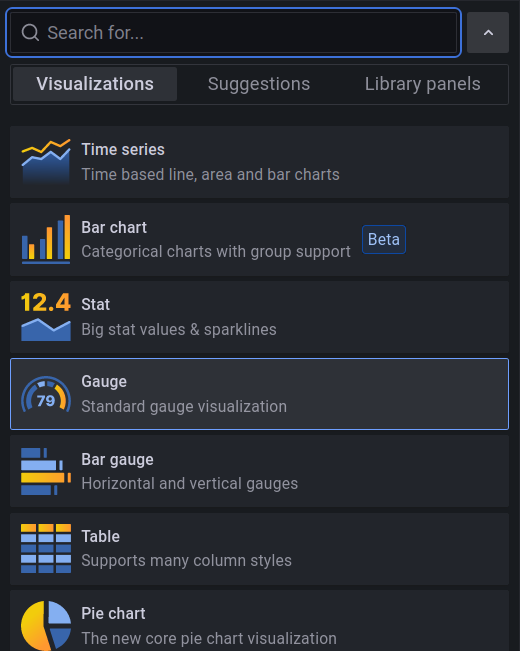 Search for...
Visualizations Suggestions Library panels
Time series
Time based line, area and bar charts
Bar chart
Categorical charts with group support
Beta
12.4
Stat
Big stat values & sparklines
79
Gauge
Standard gauge visualization
Bar gauge
Horizontal and vertical gauges
Table
Supports many column styles
Pie chart
The new core pie chart visualization